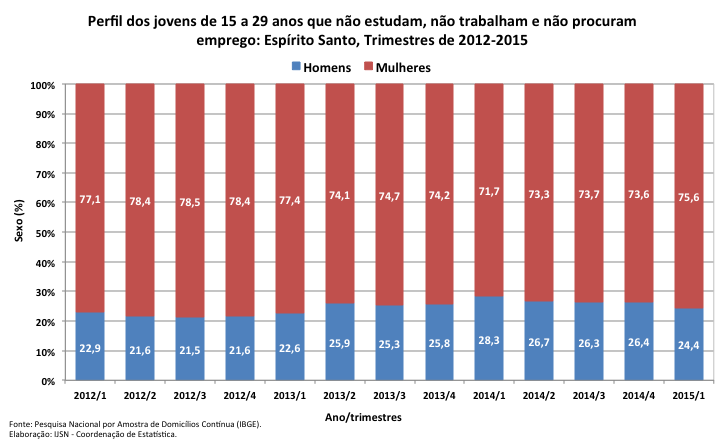 Perfil dos jovens de 15 a 29 anos que não estudam, não trabalham e não procuram
emprego: Espírito Santo, Trimestres de 2012-2015
Homens Mulheres
100%
90%
80%
70%
60%
50%
40%
30%
20%
10%
0%
Sexo (%)
77,1 78,4 78,5 78,4 77,4 74,1 74,7 74,2 71,7 73,3 73,7 73,6 75,6
22,9 21,6 21,5 21,6 22,6 25,9 25,3 25,8 28,3 26,7 26,3 26,4 24,4
2012/1 2012/2 2012/3 2012/4 2013/1 2013/2 2013/3 2013/4 2014/1 2014/2 2014/3 2014/4 2015/1
Ano/trimestres
Fonte: Pesquisa Nacional por Amostra de Domicílios Contínua (IBGE).
Elaboração: IJSN - Coordenação de Estatística.